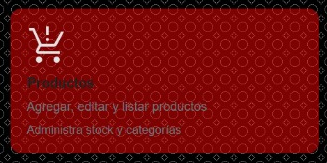 Productos
Agregar, editar y listar productos
Administra stock y categorías